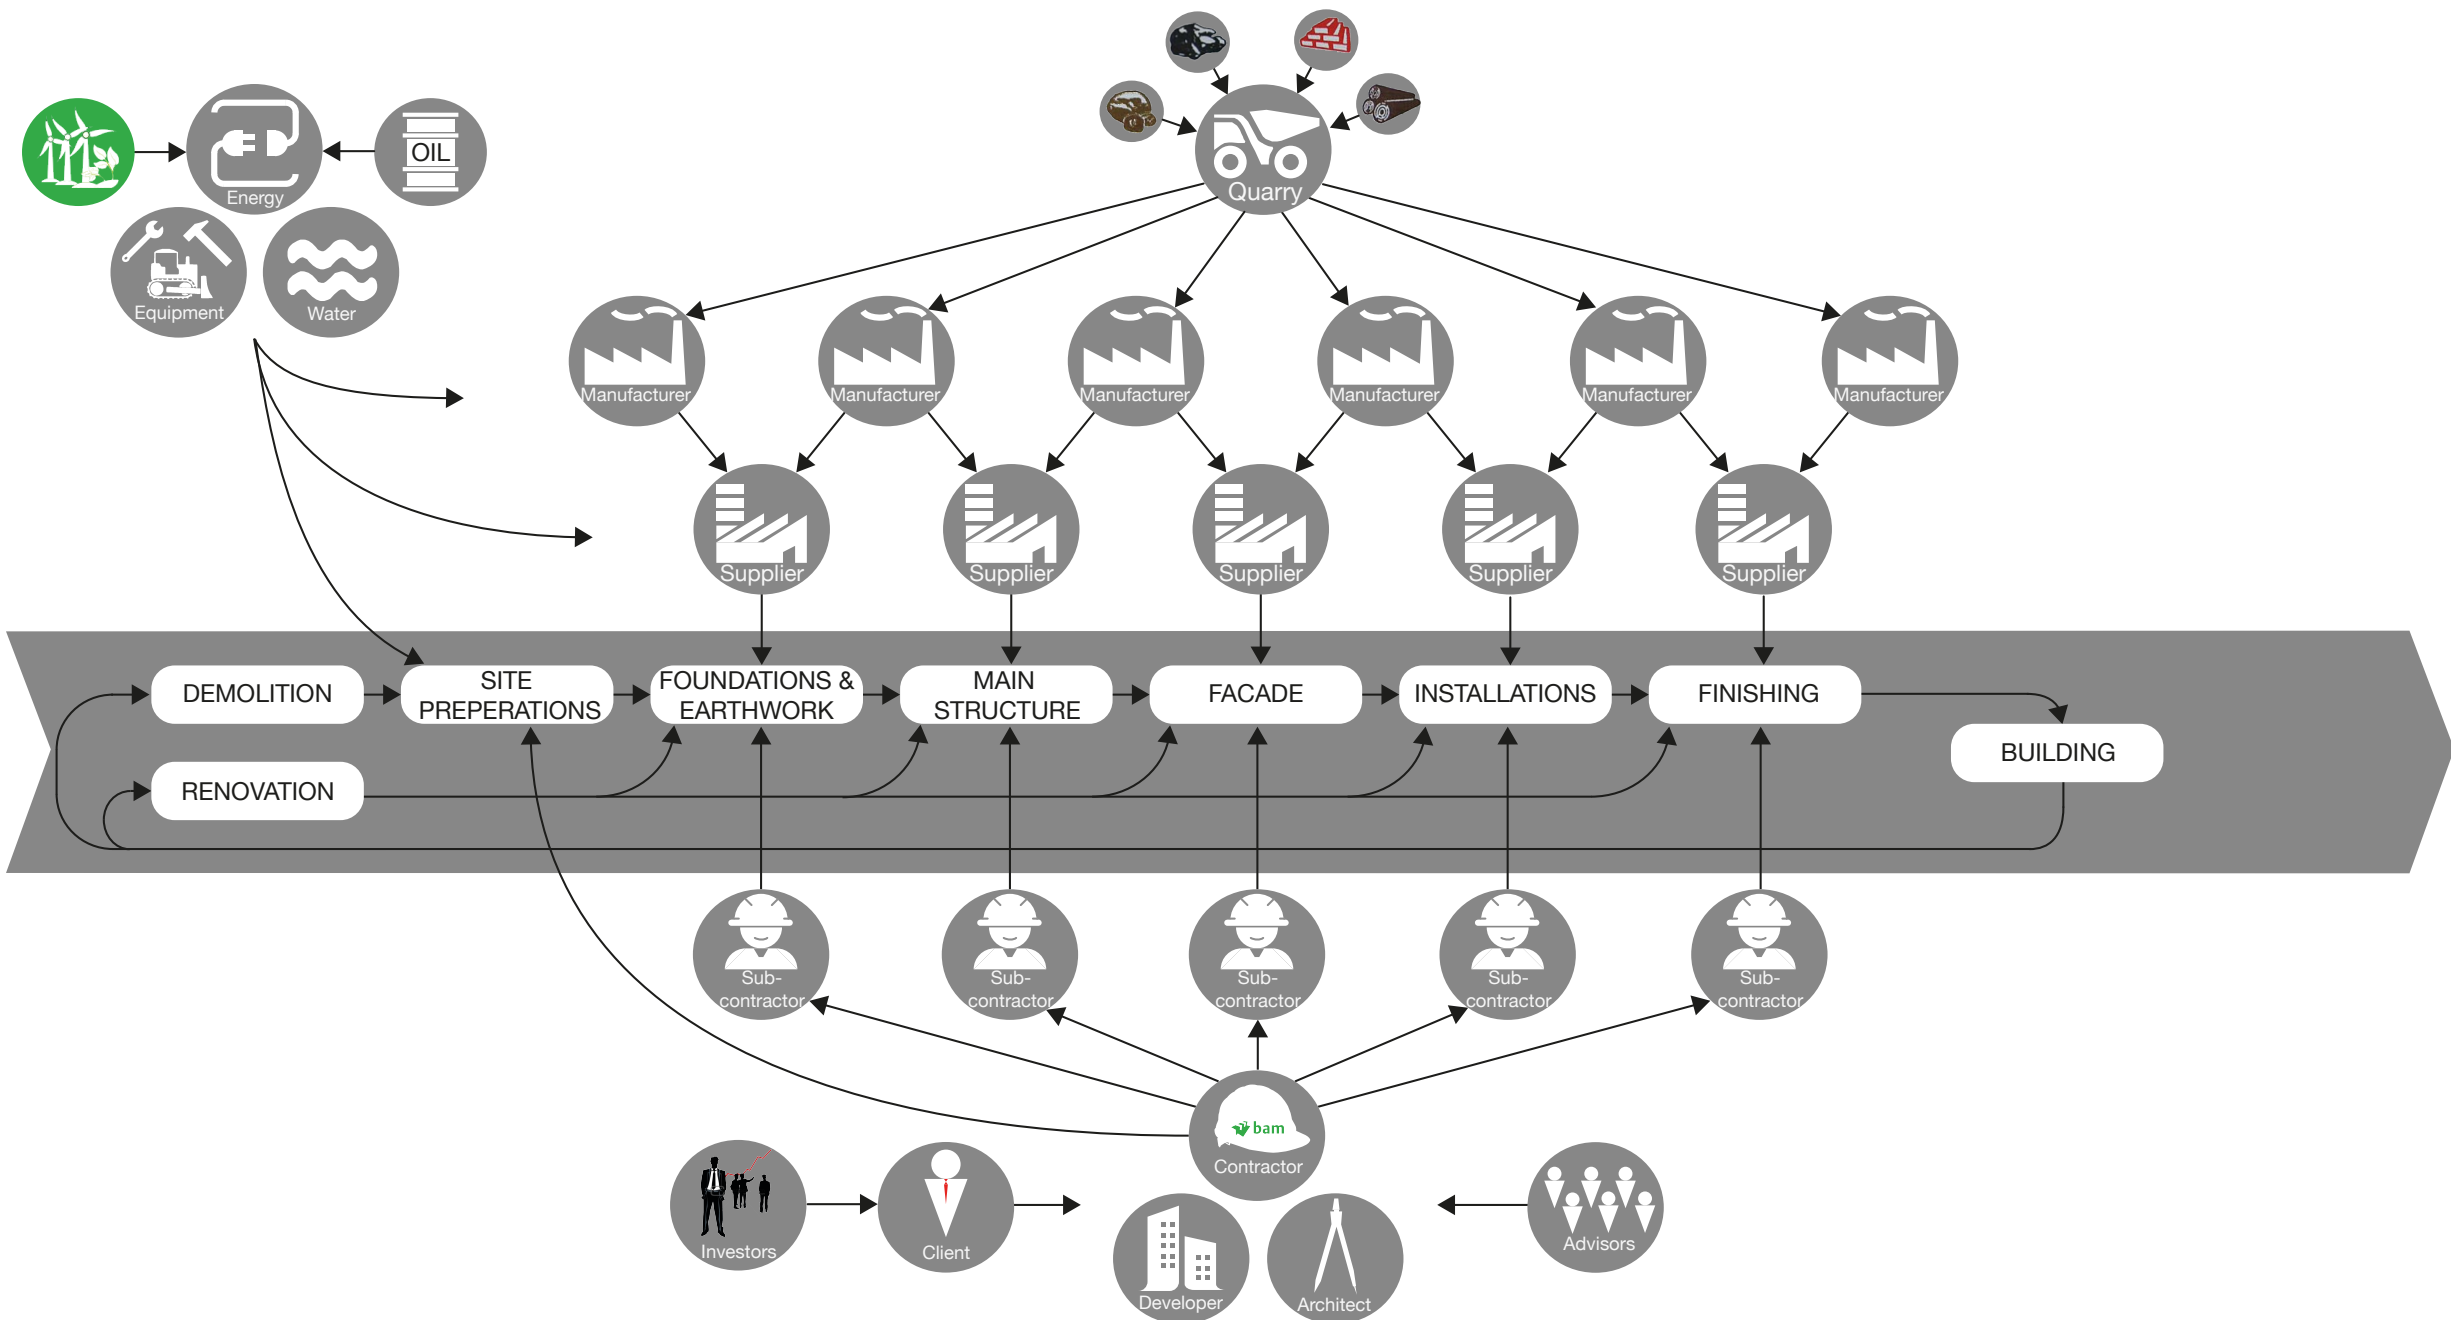 OIL
Energy
Quarry
Equipment
Water
Manufacturer
Manufacturer
Manufacturer
Manufacturer
Manufacturer
Manufacturer
Supplier
Supplier
Supplier
Supplier
Supplier
DEMOLITION
SITE
PREPERATIONS
FOUNDATIONS &
EARTHWORK
MAIN
STRUCTURE
FACADE
INSTALLATIONS
FINISHING
BUILDING
RENOVATION
Sub-
contractor
Sub-
contractor
Sub-
contractor
Sub-
contractor
Sub-
contractor
bam
Contractor
Investors
Client
Developer
Architect
Advisors